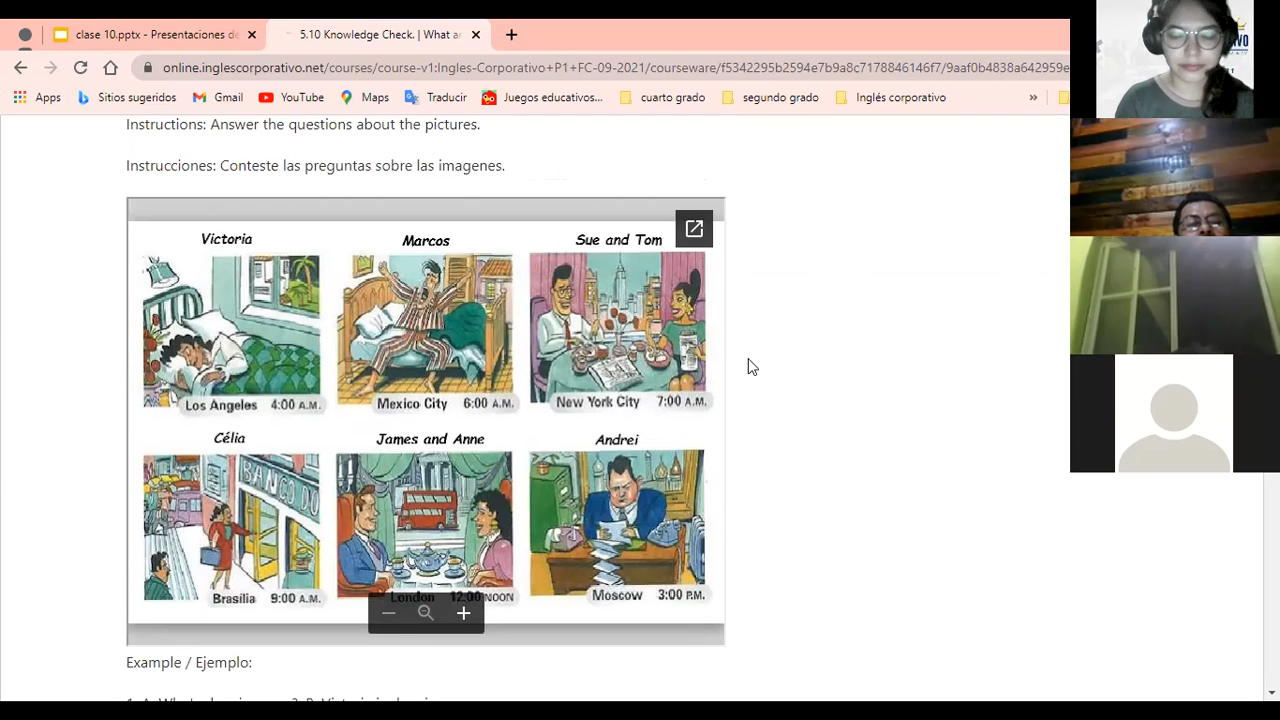 clase 10.pptx - Presentaciones de
5.10 Knowledge Check. | What a
online.inglescorporativo.net/courses/course-v1:Ingles-Corporativo+P1+FC-09-2021/courseware/f5342295b2594e7b9a8c7178846146f7/9aaf0b4838a642959e
Apps Sitios sugeridos Gmail YouTube Maps Traducir Juegos educativos... cuarto grado segundo grado Inglés corporativo »
Instructions: Answer the questions about the pictures.
Instrucciones: Conteste las preguntas sobre las imagenes.
Victoria Marcos Sue and Tom
Los Angeles 4:00 A.M. Mexico City 6:00 A.M. New York City 7:00 A.M.
Célia James and Anne Andrei
BANCO DO
Brasília 9:00 A.M. London 12:00 NOON Moscow 3:00 P.M.
Example / Ejemplo: